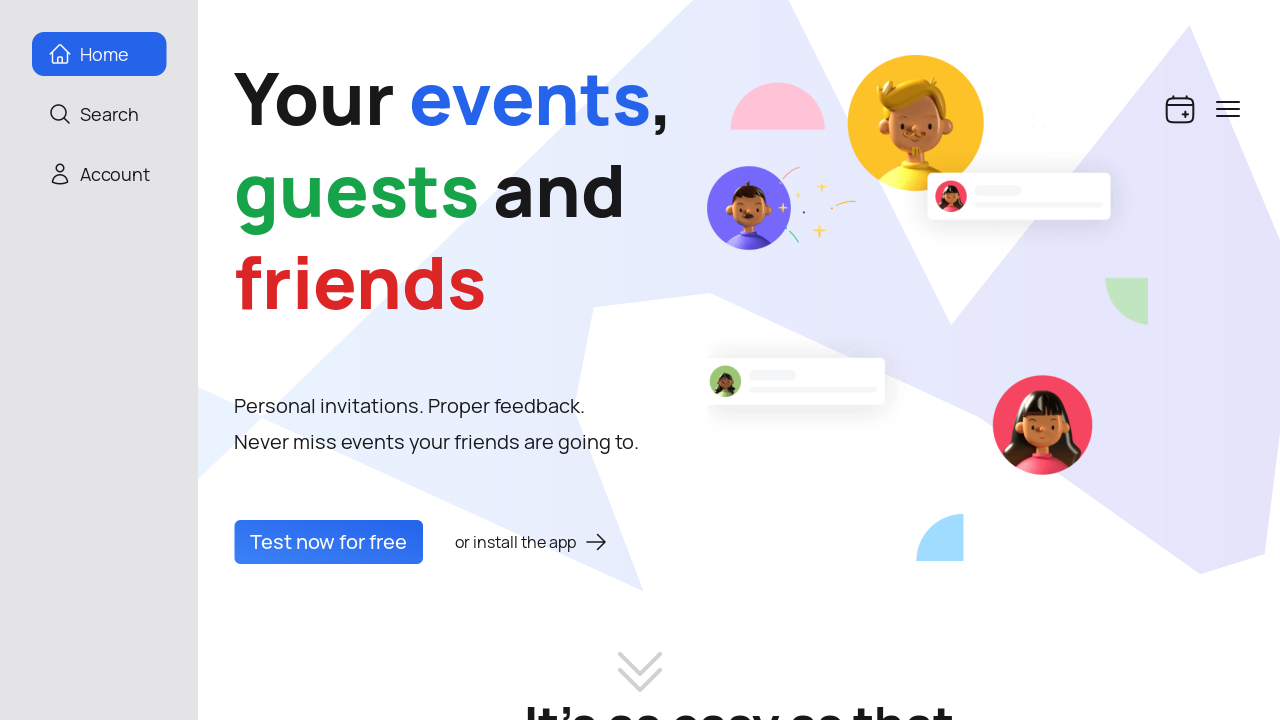 Home
Search
Account
Your events,
guests and
friends
Personal invitations. Proper feedback.
Never miss events your friends are going to.
Test now for free
or install the app
It's as easy as that